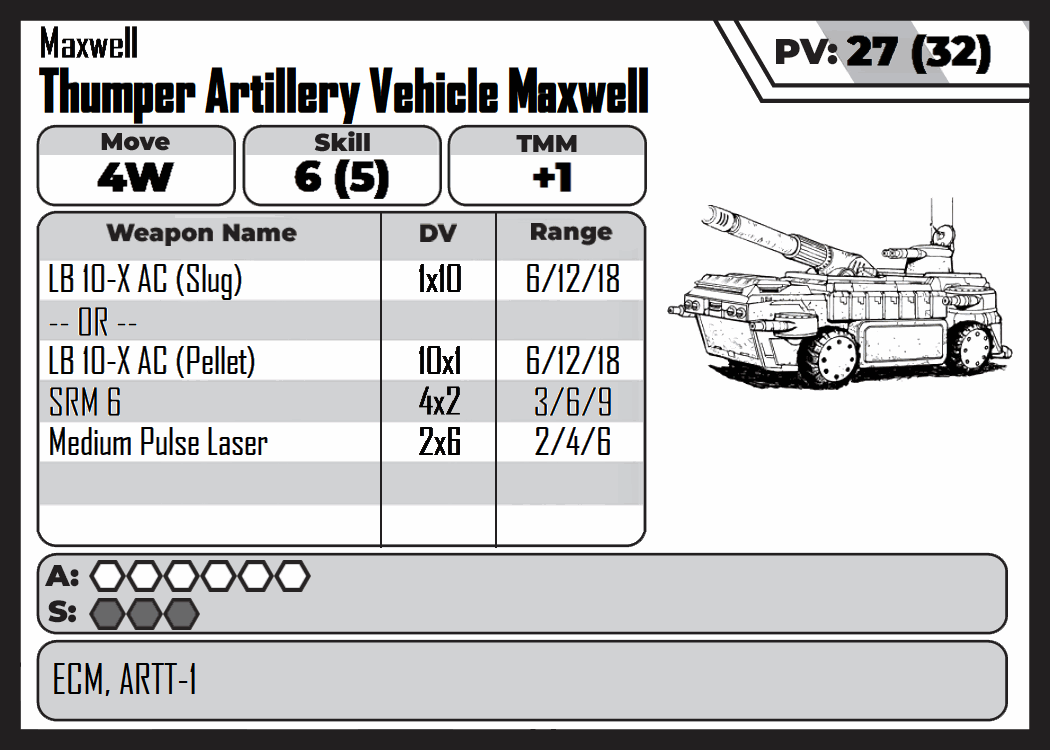 Maxwell
PV: 27 (32)
Thumper Artillery Vehicle Maxwell
Move Skill TMM
4W 6 (5) +1
Weapon Name DV Range
LB 10-X AC (Slug) 1x10 6/12/18
-- OR --
LB 10-X AC (Pellet) 10x1 6/12/18
SRM 6 4x2 3/6/9
Medium Pulse Laser 2x6 2/4/6
A:
S:
ECM, ARTT-1